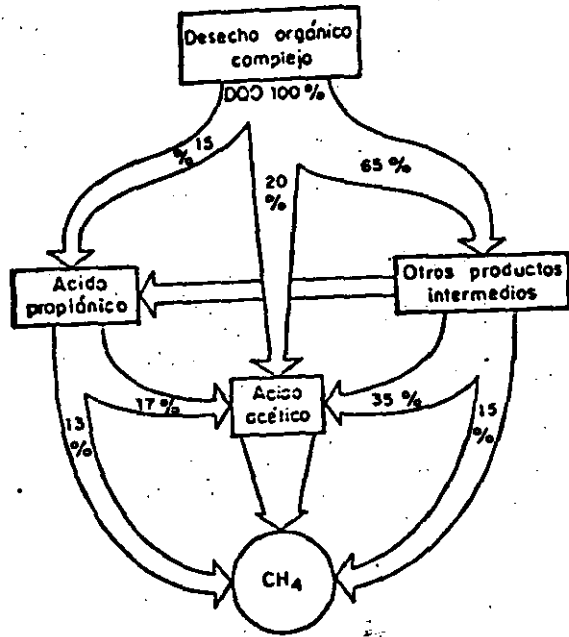 Desecho orgánico
complejo
DQO 100 %
15
%
20
%
65 %
Acido
propiónico
Otros productos
intermedios
17 %
Acido
acético
35 %
13
%
15
%
CH4